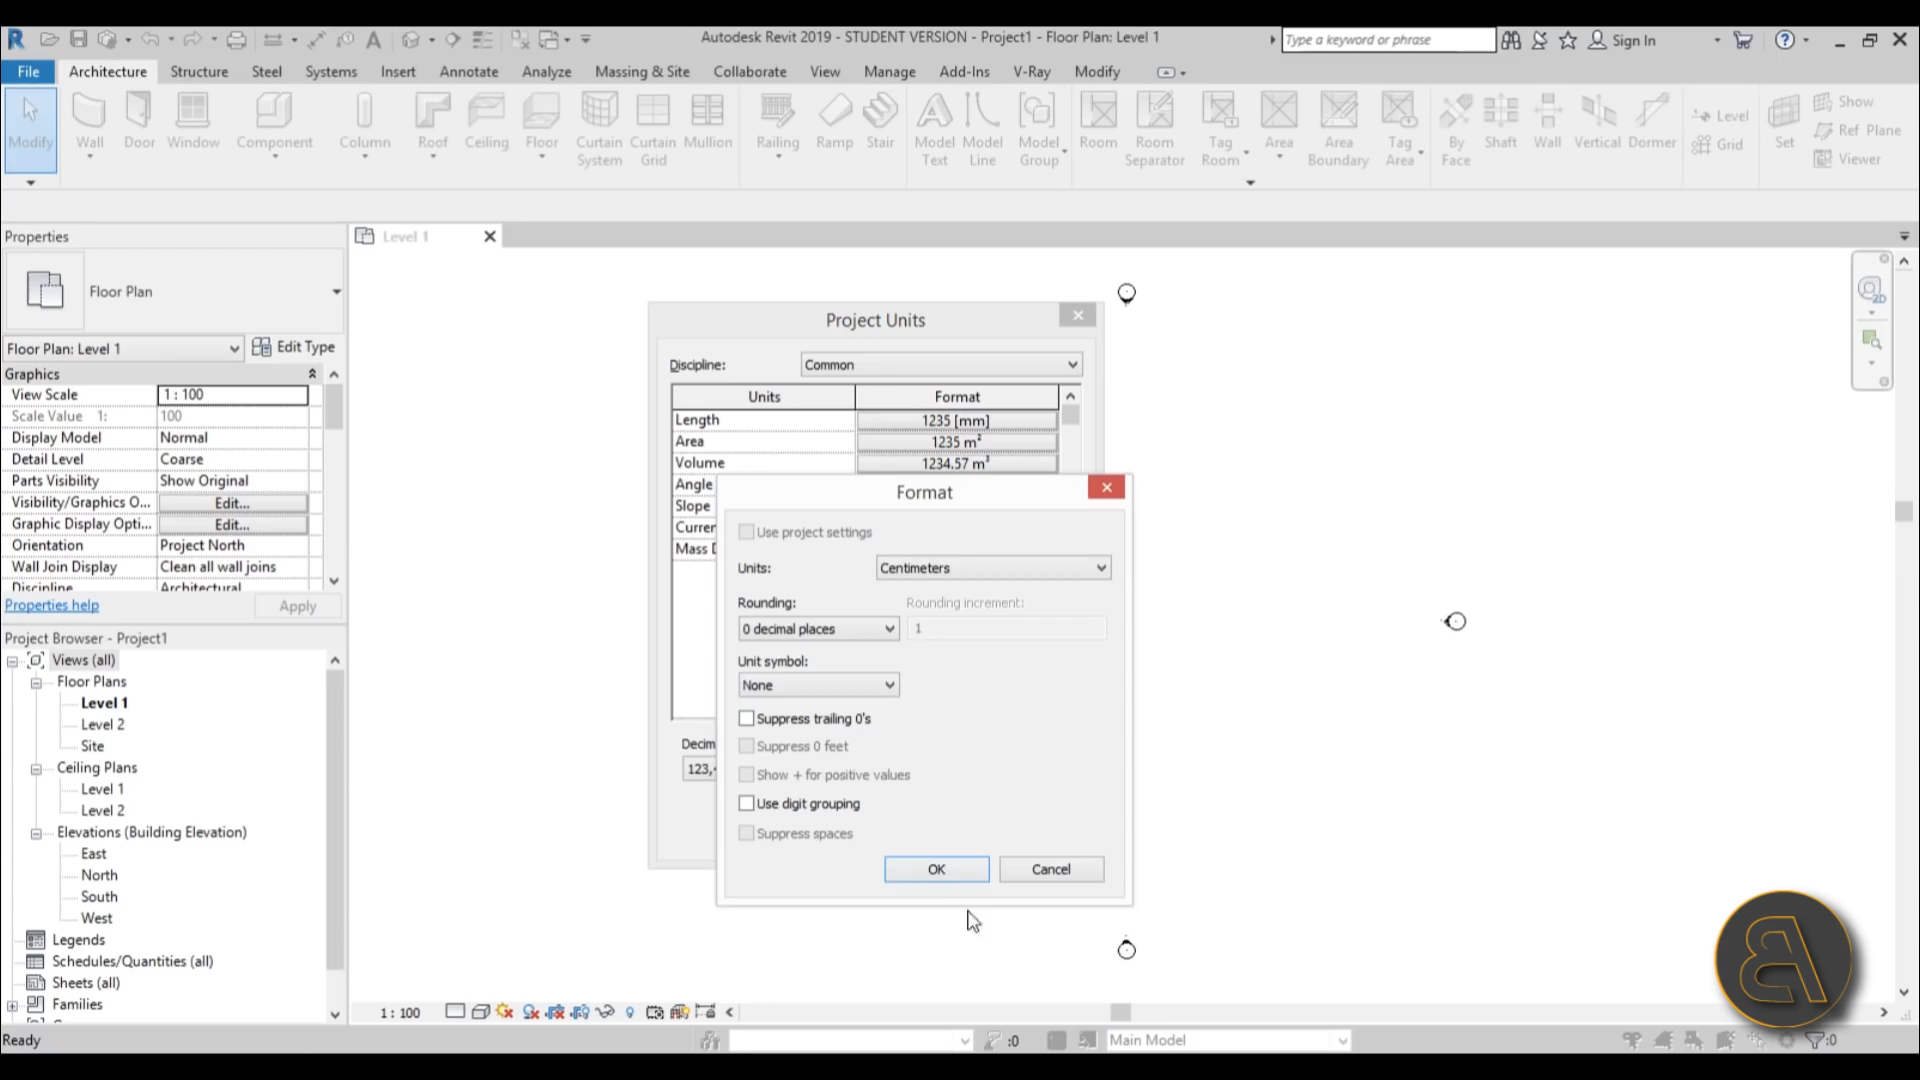 Autodesk Revit 2019 - STUDENT VERSION - Project1 - Floor Plan: Level 1
Type a keyword or phrase
Sign In
File Architecture Structure Steel Systems Insert Annotate Analyze Massing & Site Collaborate View Manage Add-Ins V-Ray Modify
Modify Wall Door Window Component Column Roof Ceiling Floor Curtain System Curtain Grid Mullion Railing Ramp Stair Model Text Model Line Model Group Room Room Separator Tag Room Area Area Boundary Tag Area By Face Shaft Wall Vertical Dormer Level Grid Set Show Ref Plane Viewer
Properties
Level 1
Floor Plan
Floor Plan: Level 1 Edit Type
Graphics
View Scale 1 : 100
Scale Value 1: 100
Display Model Normal
Detail Level Coarse
Parts Visibility Show Original
Visibility/Graphics O... Edit...
Graphic Display Opti... Edit...
Orientation Project North
Wall Join Display Clean all wall joins
Discipline Architectural
Properties help Apply
Project Browser - Project1
Views (all)
Floor Plans
Level 1
Level 2
Site
Ceiling Plans
Level 1
Level 2
Elevations (Building Elevation)
East
North
South
West
Legends
Schedules/Quantities (all)
Sheets (all)
Families
Project Units
Discipline: Common
Units Format
Length 1235 [mm]
Area 1235 m²
Volume 1234.57 m³
Angle
Slope
Curren
Mass D
Decim
123,
Format
Use project settings
Units: Centimeters
Rounding: Rounding increment:
0 decimal places 1
Unit symbol:
None
Suppress trailing 0's
Suppress 0 feet
Show + for positive values
Use digit grouping
Suppress spaces
OK Cancel
2D
1 : 100
Ready
:0
Main Model
:0